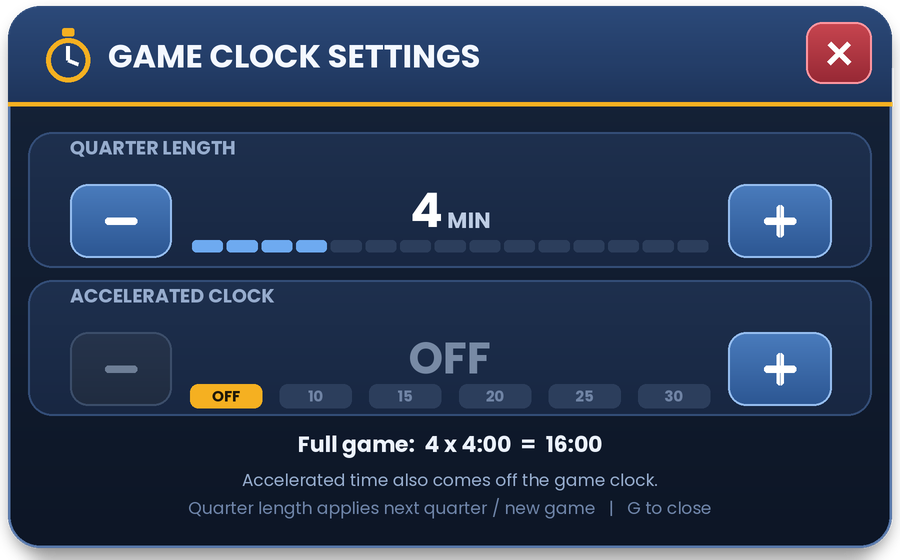 GAME CLOCK SETTINGS
QUARTER LENGTH
4 MIN
ACCELERATED CLOCK
OFF
OFF 10 15 20 25 30
Full game: 4 x 4:00 = 16:00
Accelerated time also comes off the game clock.
Quarter length applies next quarter / new game | G to close